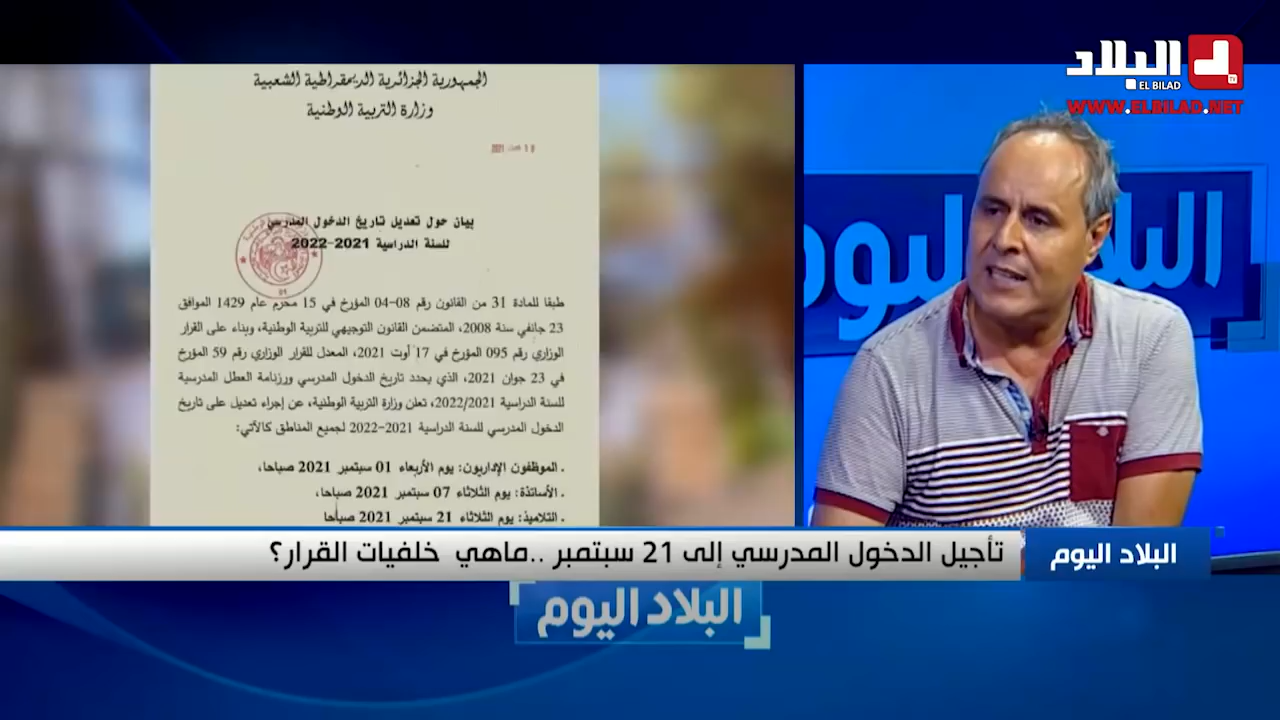 البلاد
EL BILAD
TV
WWW.ELBILAD.NET
الجمهورية الجزائرية الديمقراطية الشعبية
وزارة التربية الوطنية
2021
بيان حول تعديل تاريخ الدخول المدرسي
للسنة الدراسية 2021-2022
طبقا للمادة 31 من القانون رقم 08-04 المؤرخ في 15 محرم عام 1429 الموافق
23 جانفي سنة 2008، المتضمن القانون التوجيهي للتربية الوطنية، وبناء على القرار
الوزاري رقم 095 المؤرخ في 17 أوت 2021، المعدل للقرار الوزاري رقم 59 المؤرخ
في 23 جوان 2021، الذي يحدد تاريخ الدخول المدرسي ورزنامة العطل المدرسية
للسنة الدراسية 2022/2021، تعلن وزارة التربية الوطنية، عن إجراء تعديل على تاريخ
الدخول المدرسي للسنة الدراسية 2021-2022 لجميع المناطق كالآتي:
. الموظفون الإداريون: يوم الأربعاء 01 سبتمبر 2021 صباحا،
. الأساتذة: يوم الثلاثاء 07 سبتمبر 2021 صباحا،
. التلاميذ: يوم الثلاثاء 21 سبتمبر 2021 صباحا
البلاد اليوم
البلاد اليوم
تأجيل الدخول المدرسي إلى 21 سبتمبر ..ماهي خلفيات القرار؟
البلاد اليوم